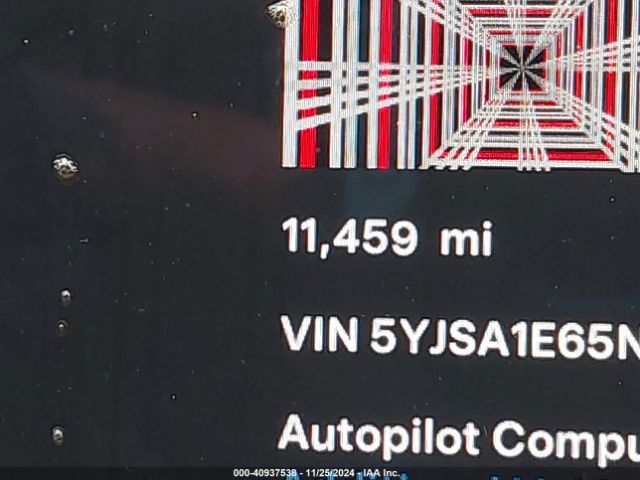 11,459 mi
VIN 5YJSA1E65N
Autopilot Compu
000-40937538 - 11/25/2024 - IAA Inc.